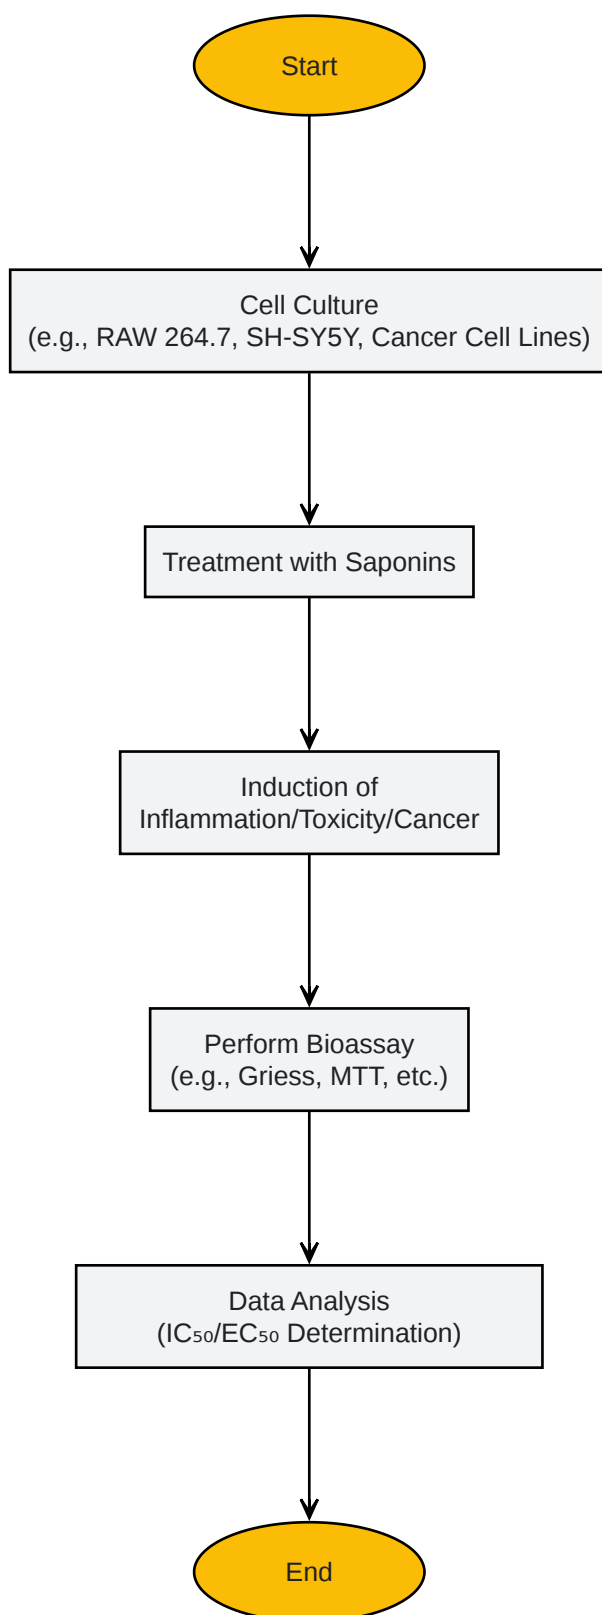 Start
Cell Culture
(e.g., RAW 264.7, SH-SY5Y, Cancer Cell Lines)
Treatment with Saponins
Induction of
Inflammation/Toxicity/Cancer
Perform Bioassay
(e.g., Griess, MTT, etc.)
Data Analysis
(IC₅₀/EC₅₀ Determination)
End